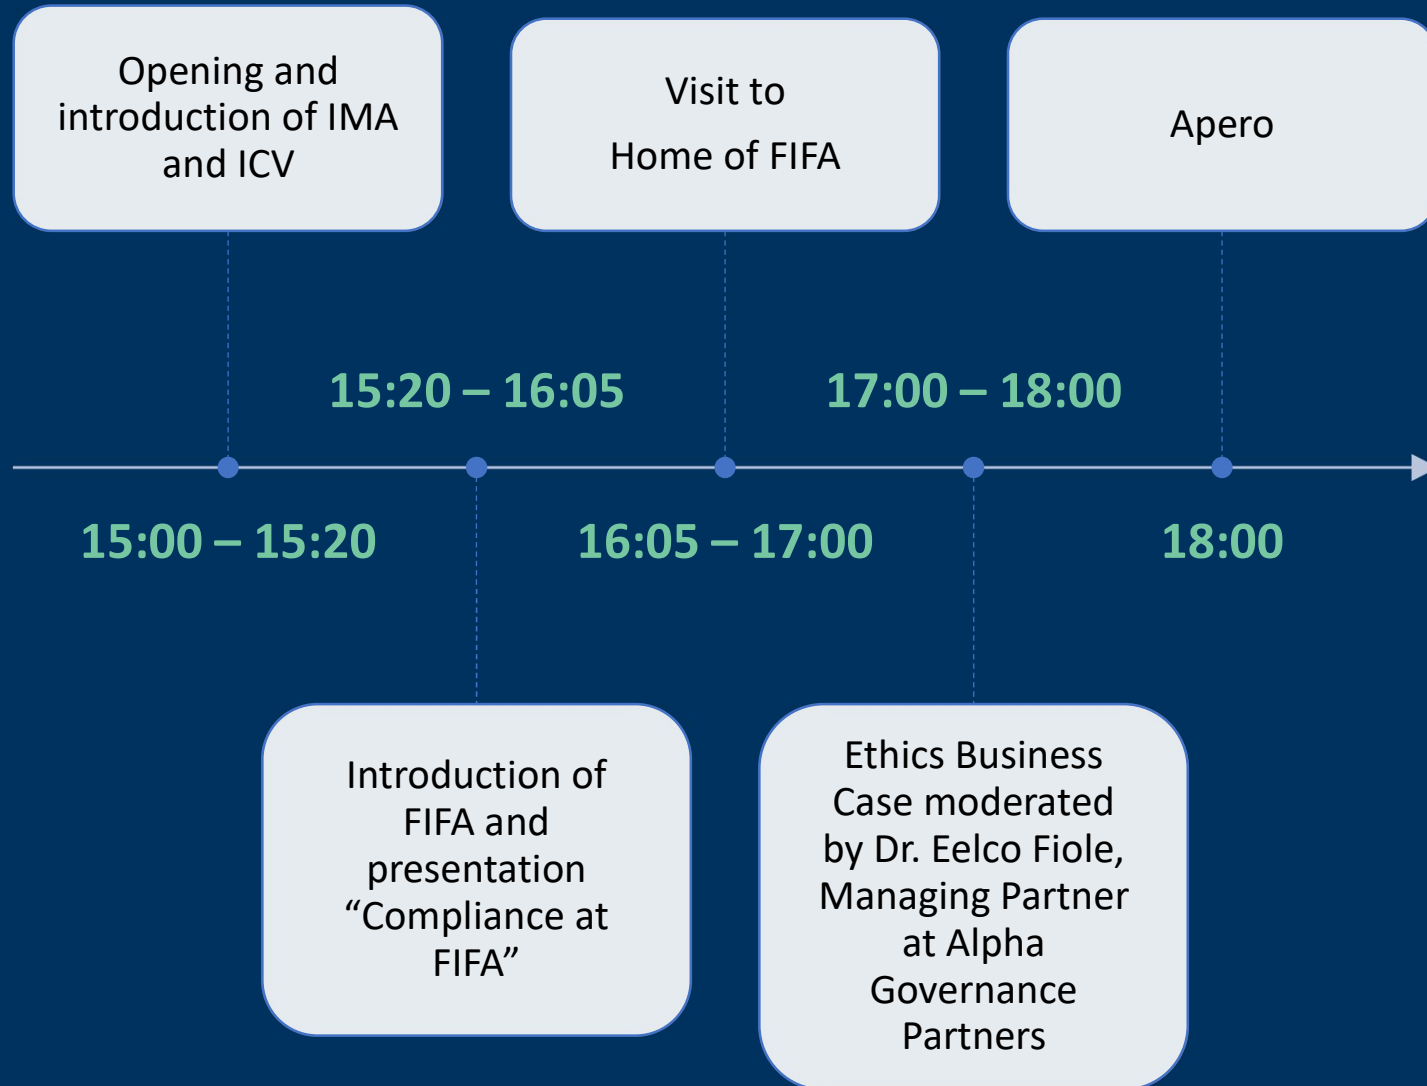 Opening and
introduction of IMA
and ICV
Visit to
Home of FIFA
Apero
15:20 – 16:05
17:00 – 18:00
15:00 – 15:20
16:05 – 17:00
18:00
Introduction of
FIFA and
presentation
“Compliance at
FIFA”
Ethics Business
Case moderated
by Dr. Eelco Fiole,
Managing Partner
at Alpha
Governance
Partners